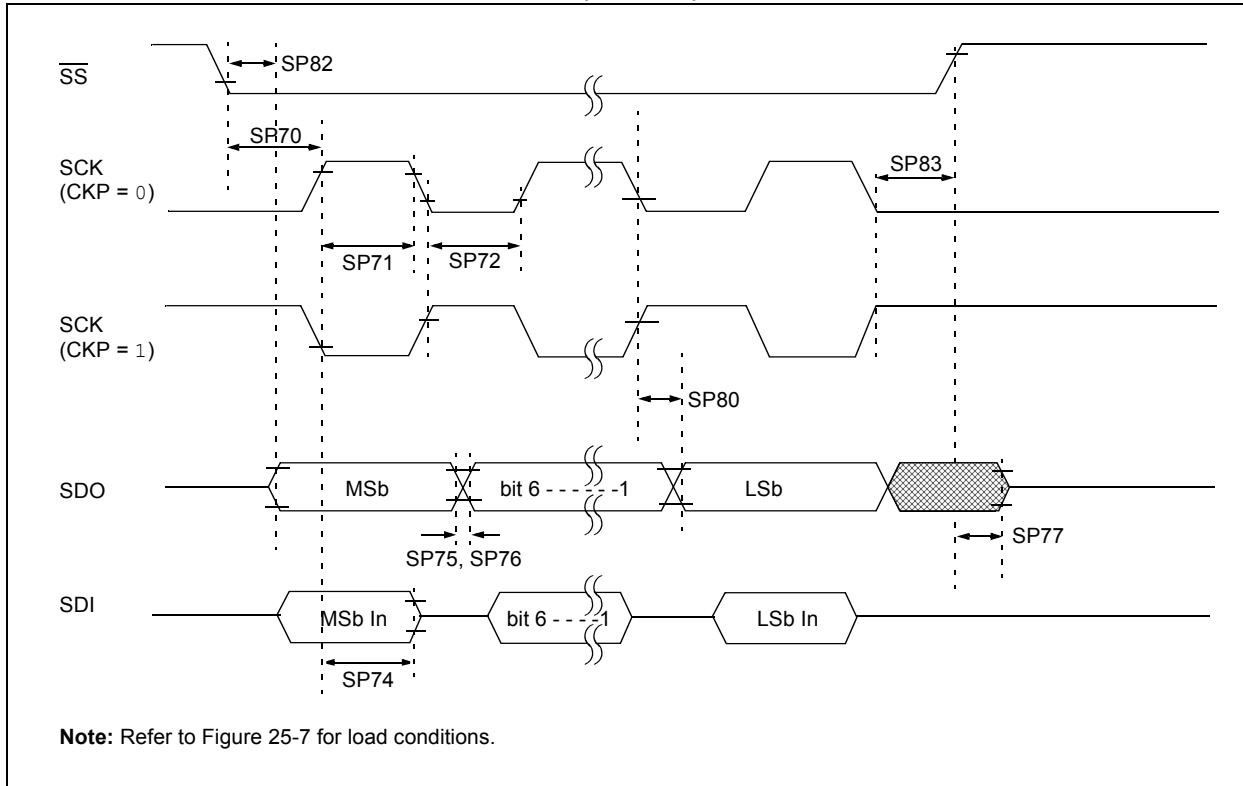 SS
SP82
SP70
SCK
(CKP = 0)
SP83
SP71
SP72
SCK
(CKP = 1)
SP80
SDO
MSb
bit 6 - - - - - -1
LSb
SP75, SP76
SP77
SDI
MSb In
bit 6 - - - -1
LSb In
SP74
Note: Refer to Figure 25-7 for load conditions.